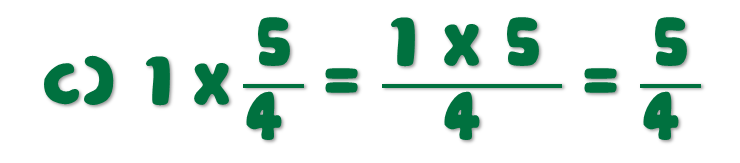 c) 1 x 5/4 = 1 x 5/4 = 5/4